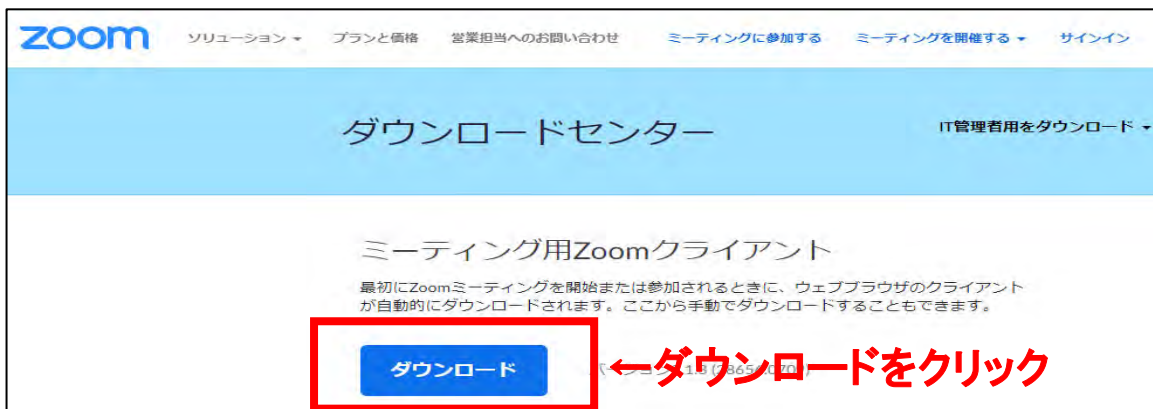 zoom ソリューション プランと価格 営業担当へのお問い合わせ ミーティングに参加する ミーティングを開催する サインイン
ダウンロードセンター
IT管理者用をダウンロード
ミーティング用Zoomクライアント
最初にZoomミーティングを開始または参加されるときに、ウェブブラウザのクライアント
が自動的にダウンロードされます。ここから手動でダウンロードすることもできます。
ダウンロード
←ダウンロードをクリック